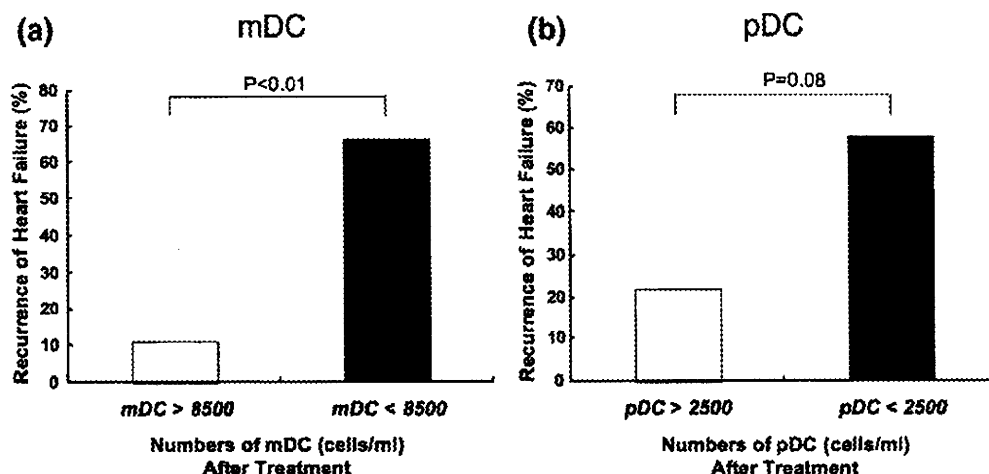 (a)
mDC
P<0.01
Recurrence of Heart Failure (%)
80
70
60
50
40
30
20
10
0
mDC > 8500
mDC < 8500
Numbers of mDC (cells/ml)
After Treatment
(b)
pDC
P=0.08
Recurrence of Heart Failure (%)
70
60
50
40
30
20
10
0
pDC > 2500
pDC < 2500
Numbers of pDC (cells/ml)
After Treatment